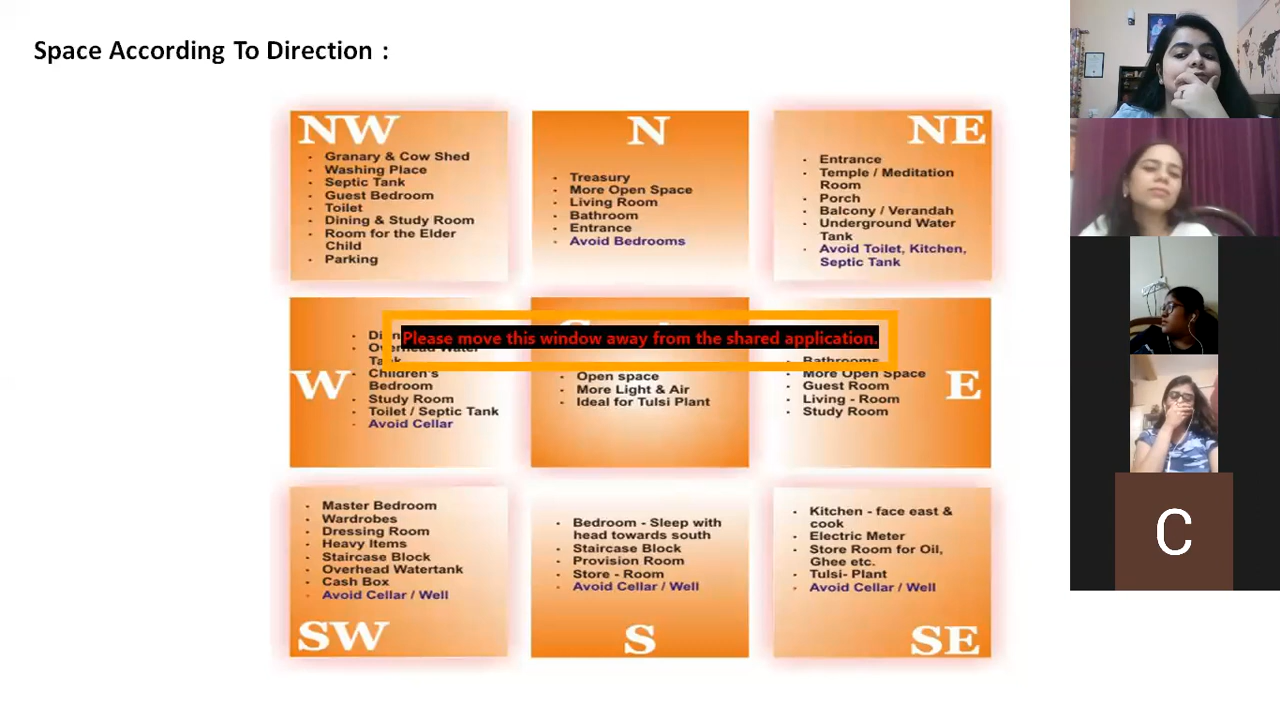 Space According To Direction :
NW
Granary & Cow Shed
Washing Place
Septic Tank
Guest Bedroom
Toilet
Dining & Study Room
Room for the Elder
Child
Parking
N
Treasury
More Open Space
Living Room
Bathroom
Entrance
Avoid Bedrooms
NE
Entrance
Temple / Meditation
Room
Porch
Balcony / Verandah
Underground Water
Tank
Avoid Toilet, Kitchen,
Septic Tank
Please move this window away from the shared application.
W
Overhead Water
Tank
Children's
Bedroom
Study Room
Toilet / Septic Tank
Avoid Cellar
Open space
More Light & Air
Ideal for Tulsi Plant
E
Bathrooms
More Open Space
Guest Room
Living - Room
Study Room
Master Bedroom
Wardrobes
Dressing Room
Heavy Items
Staircase Block
Overhead Watertank
Cash Box
Avoid Cellar / Well
SW
Bedroom - Sleep with
head towards south
Staircase Block
Provision Room
Store - Room
Avoid Cellar / Well
S
Kitchen - face east &
cook
Electric Meter
Store Room for Oil,
Ghee etc.
Tulsi- Plant
Avoid Cellar / Well
SE
C